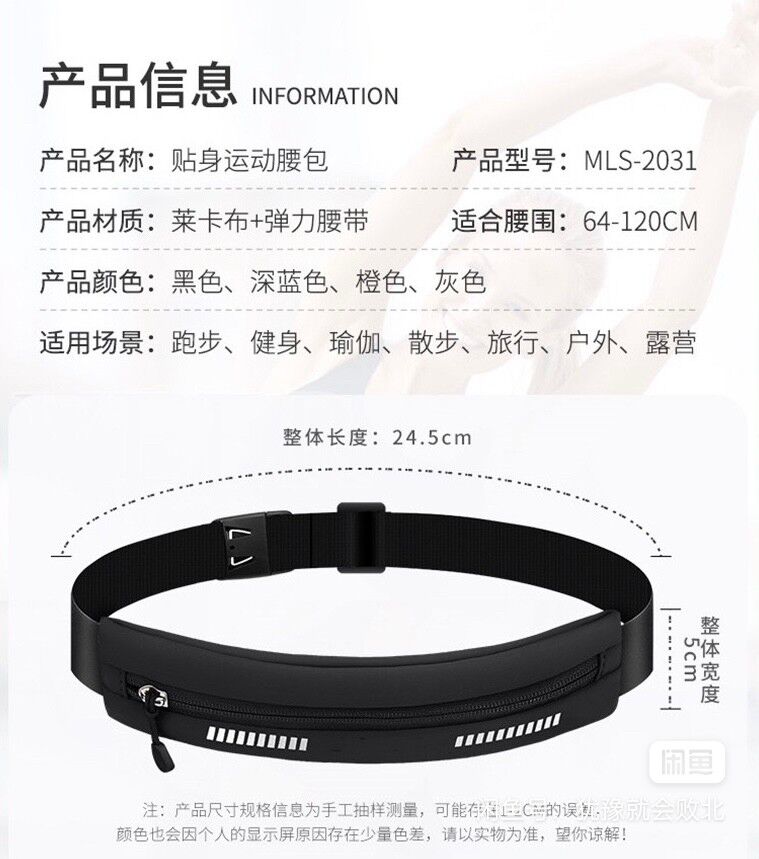 产品信息 INFORMATION
产品名称：贴身运动腰包 产品型号：MLS-2031
产品材质：莱卡布+弹力腰带 适合腰围：64-120CM
产品颜色：黑色、深蓝色、橙色、灰色
适用场景：跑步、健身、瑜伽、散步、旅行、户外、露营
整体长度：24.5cm
整体宽度
5cm
闲鱼
注：产品尺寸规格信息为手工抽样测量，可能存在1-2CM的误差，
颜色也会因个人的显示屏原因存在少量色差，请以实物为准，望你谅解！